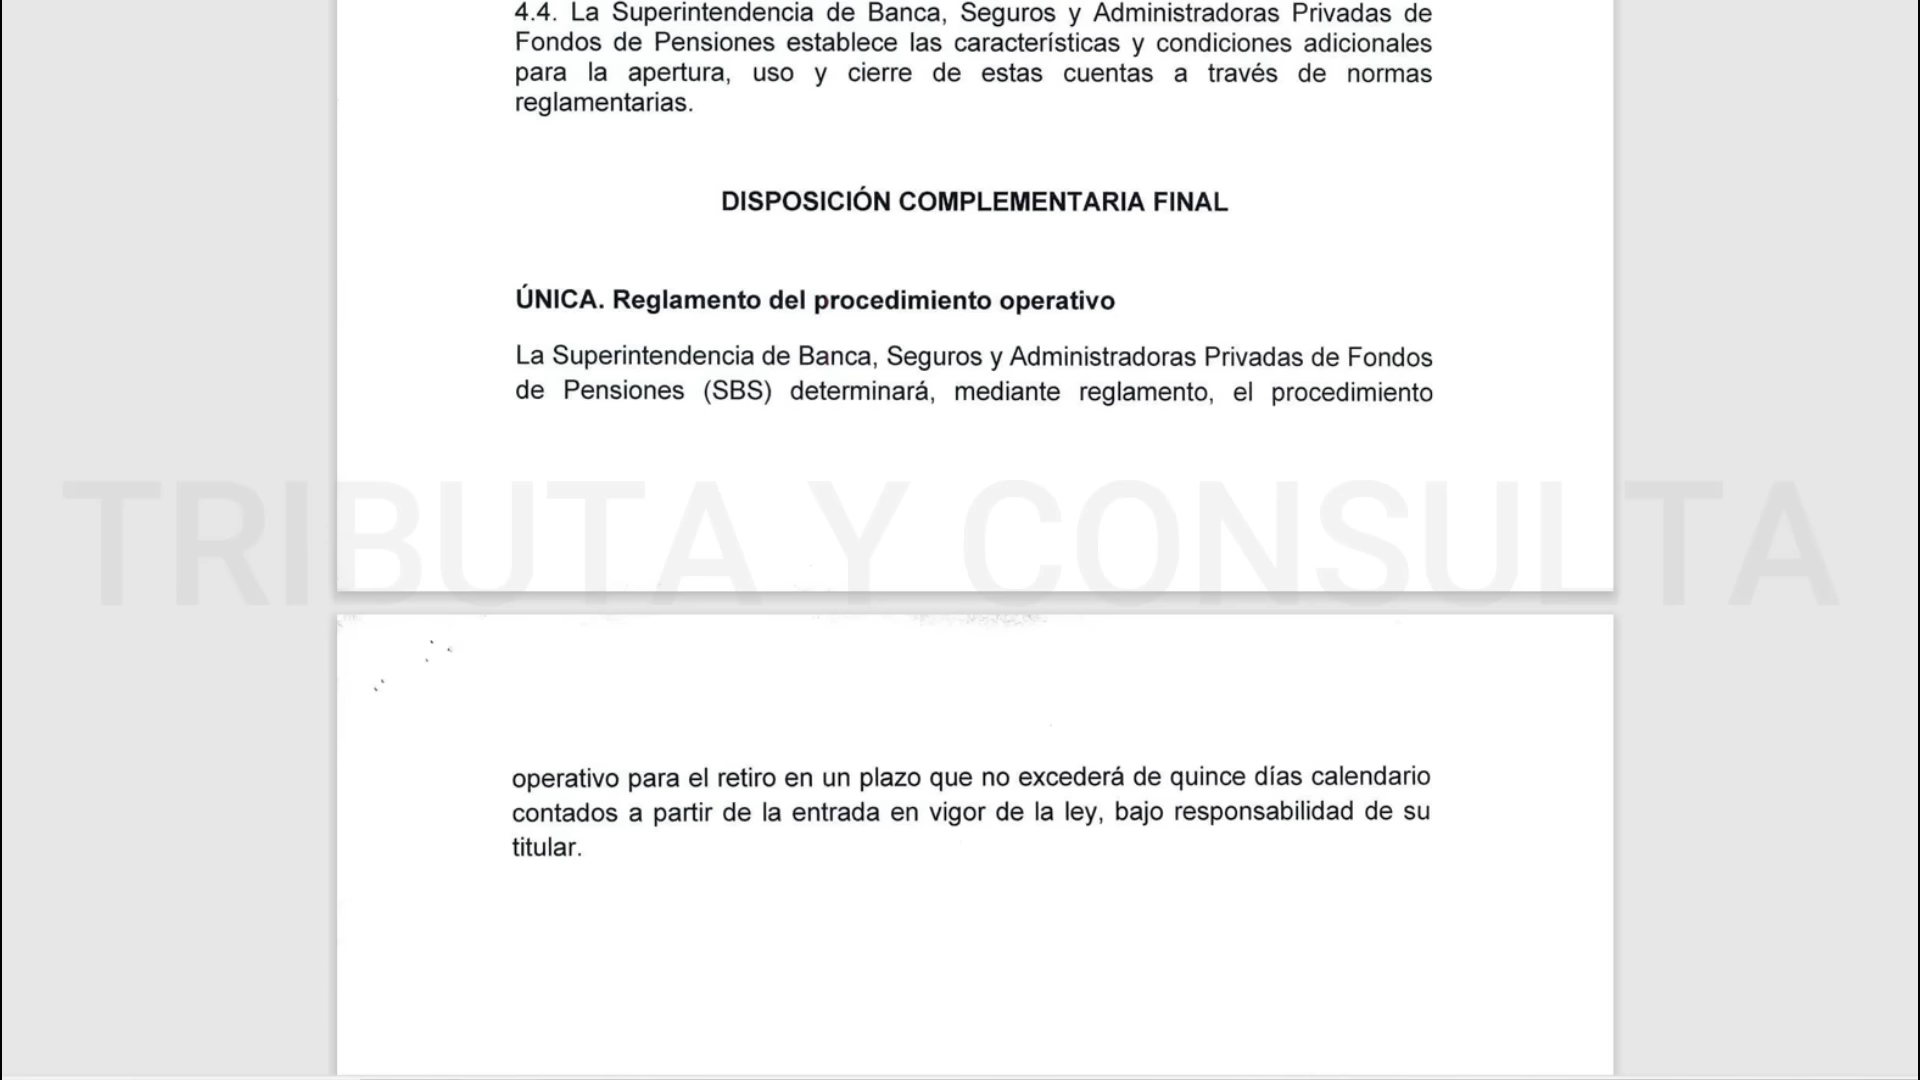 4.4. La Superintendencia de Banca, Seguros y Administradoras Privadas de
Fondos de Pensiones establece las características y condiciones adicionales
para la apertura, uso y cierre de estas cuentas a través de normas
reglamentarias.
DISPOSICIÓN COMPLEMENTARIA FINAL
ÚNICA. Reglamento del procedimiento operativo
La Superintendencia de Banca, Seguros y Administradoras Privadas de Fondos
de Pensiones (SBS) determinará, mediante reglamento, el procedimiento
TRIBUTA Y CONSULTA
operativo para el retiro en un plazo que no excederá de quince días calendario
contados a partir de la entrada en vigor de la ley, bajo responsabilidad de su
titular.